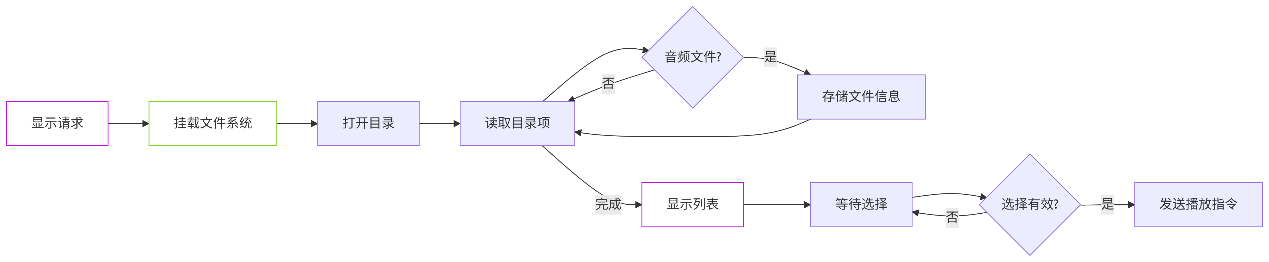 显示请求
挂载文件系统
打开目录
读取目录项
音频文件?
是
否
存储文件信息
完成
显示列表
等待选择
选择有效?
否
是
发送播放指令